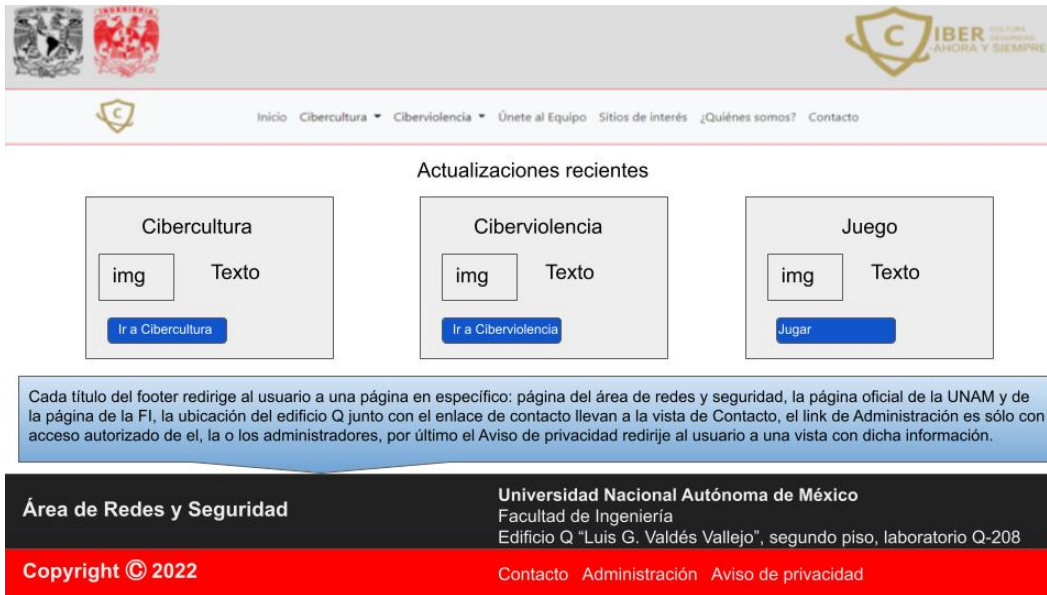 INGENIERIA
C
IBER CULTURA
SEGURIDAD
AHORA Y SIEMPRE
C
Inicio Cibercultura Ciberviolencia Únete al Equipo Sitios de interés ¿Quiénes somos? Contacto
Actualizaciones recientes
Cibercultura
img Texto
Ir a Cibercultura
Ciberviolencia
img Texto
Ir a Ciberviolencia
Juego
img Texto
Jugar
Cada título del footer redirige al usuario a una página en específico: página del área de redes y seguridad, la página oficial de la UNAM y de
la página de la FI, la ubicación del edificio Q junto con el enlace de contacto llevan a la vista de Contacto, el link de Administración es sólo con
acceso autorizado de el, la o los administradores, por último el Aviso de privacidad redirije al usuario a una vista con dicha información.
Área de Redes y Seguridad
Universidad Nacional Autónoma de México
Facultad de Ingeniería
Edificio Q “Luis G. Valdés Vallejo”, segundo piso, laboratorio Q-208
Copyright © 2022
Contacto Administración Aviso de privacidad